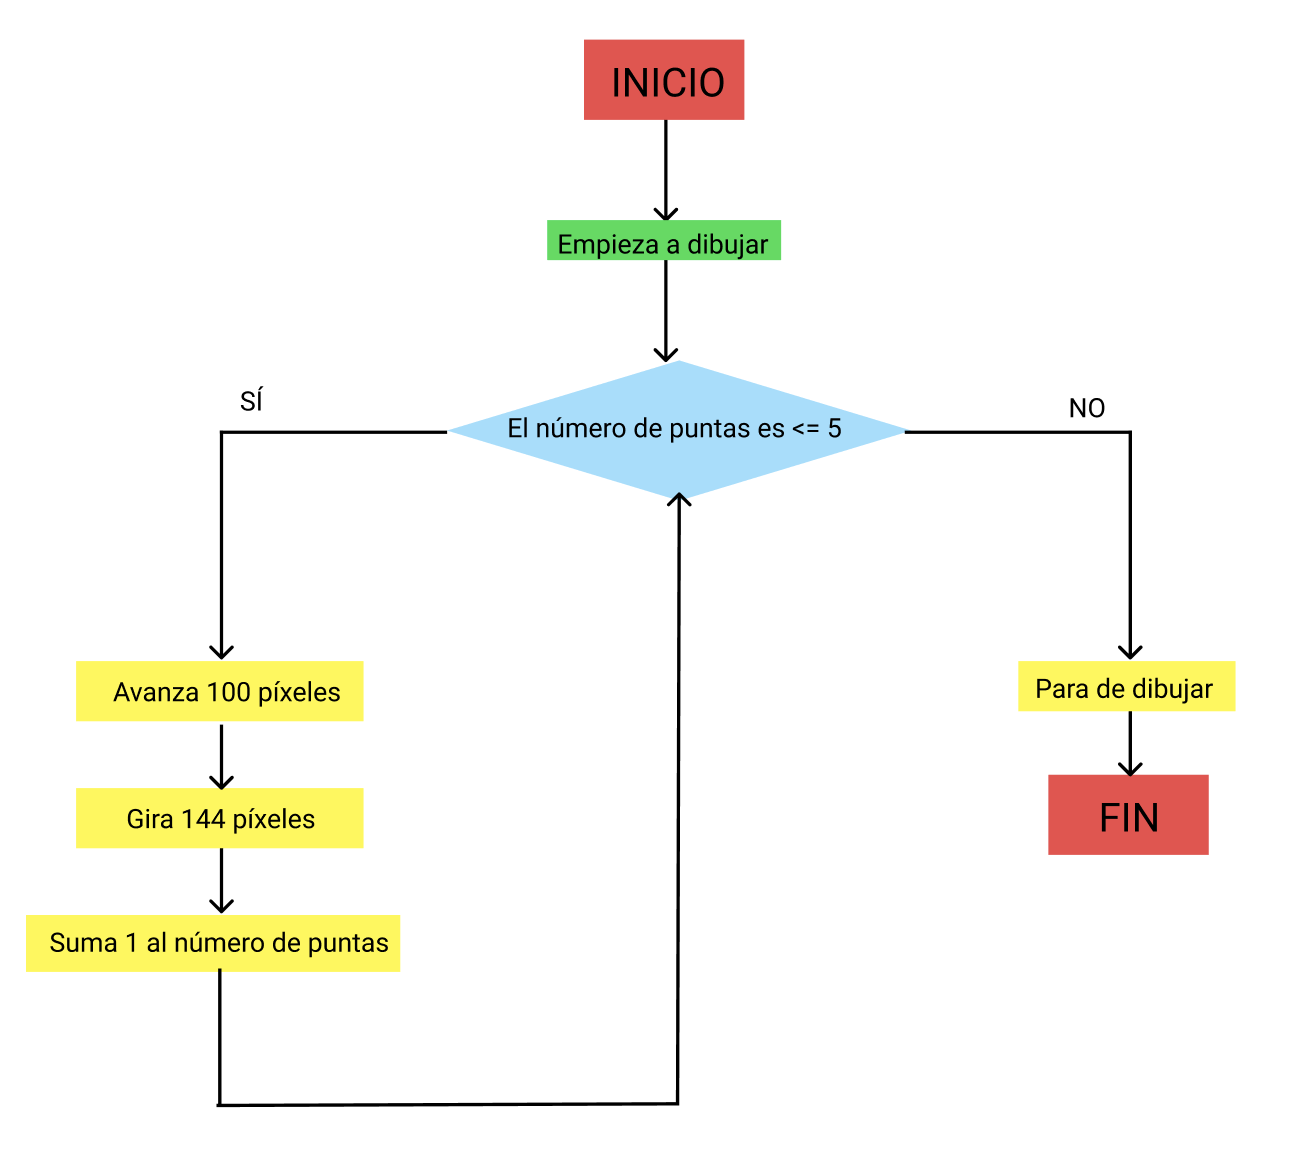 INICIO
Empieza a dibujar
El número de puntas es <= 5
SÍ
NO
Avanza 100 píxeles
Gira 144 píxeles
Suma 1 al número de puntas
Para de dibujar
FIN